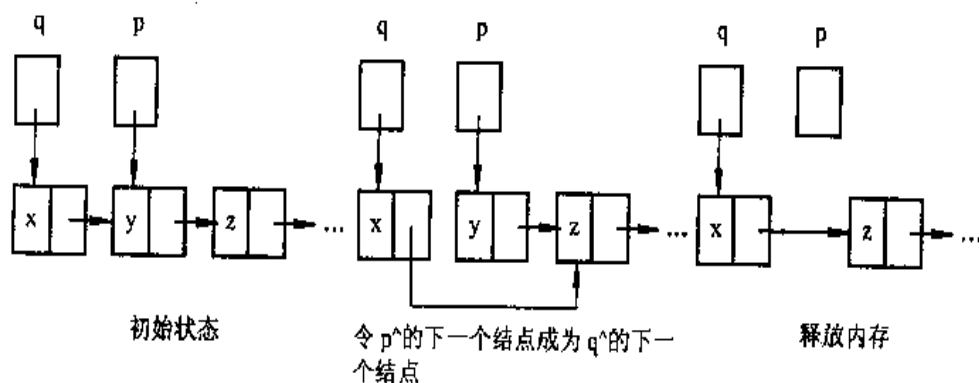 q p q p q p
x y z ... x y z ... x z ...
初始状态
令 p^的下一个结点成为 q^的下一
个结点
释放内存